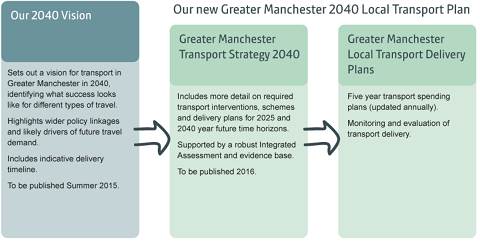 Our 2040 Vision
Sets out a vision for transport in
Greater Manchester in 2040,
identifying what success looks
like for different types of travel.
Highlights wider policy linkages
and likely drivers of future travel
demand.
Includes indicative delivery
timeline.
To be published Summer 2015.
Our new Greater Manchester 2040 Local Transport Plan
Greater Manchester
Transport Strategy 2040
Includes more detail on required
transport interventions, schemes
and delivery plans for 2025 and
2040 year future time horizons.
Supported by a robust Integrated
Assessment and evidence base.
To be published 2016.
Greater Manchester
Local Transport Delivery
Plans
Five year transport spending
plans (updated annually).
Monitoring and evaluation of
transport delivery.